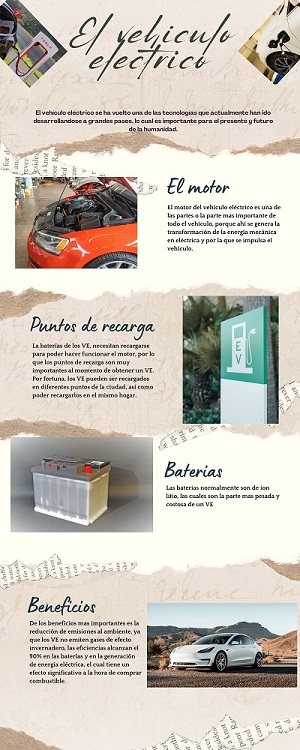 El vehiculo
electrico
El vehículo eléctrico se ha vuelto una de las tecnologías que actualmente han ido
desarrollándose a grandes pasos, lo cual es importante para el presente y futuro
de la humanidad.
El motor
El motor del vehículo eléctrico es una de
las partes o la parte mas importante de
todo el vehículo, porque ahí se genera la
transformación de la energía mecánica
en eléctrica y por la que se impulsa el
vehículo.
Puntos de recarga
La baterías de los VE, necesitan recargarse
para poder hacer funcionar el motor, por lo
que los puntos de recarga son muy
importantes al momento de obtener un VE.
Por fortuna, los VE pueden ser recargados
en diferentes puntos de la ciudad, así como
poder recargarlos en el mismo hogar.
EV
Baterias
Las baterías normalmente son de ion
litio, las cuales son la parte mas pesada y
costosa de un VE
Beneficios
De los beneficios mas importantes es la
reducción de emisiones al ambiente, ya
que los VE no emiten gases de efecto
invernadero, las eficiencias alcanzan el
90% en las baterías y en la generación
de energía eléctrica, el cual tiene un
efecto significativo a la hora de comprar
combustible.